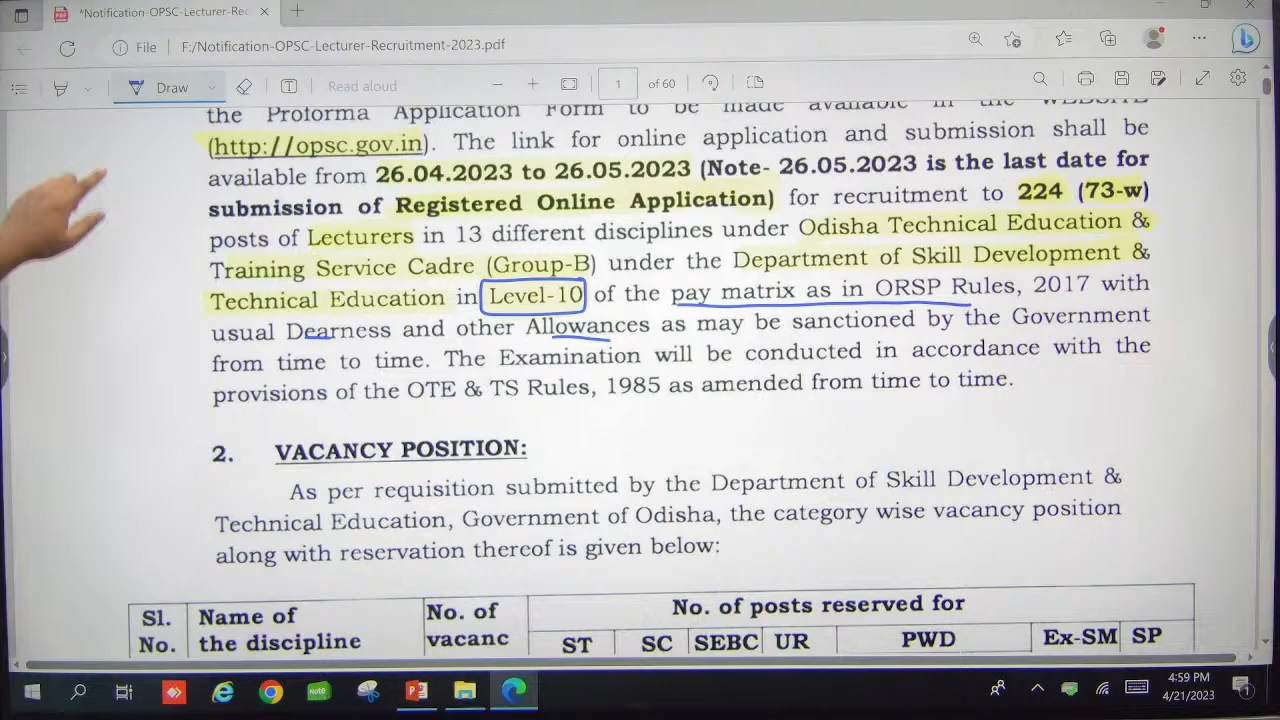 *Notification-OPSC-Lecturer-Rec
File F:/Notification-OPSC-Lecturer-Recruitment-2023.pdf
Draw Read aloud 1 of 60
the Proforma Application Form to be made available in the WEBSITE
(http://opsc.gov.in). The link for online application and submission shall be
available from 26.04.2023 to 26.05.2023 (Note- 26.05.2023 is the last date for
submission of Registered Online Application) for recruitment to 224 (73-w)
posts of Lecturers in 13 different disciplines under Odisha Technical Education &
Training Service Cadre (Group-B) under the Department of Skill Development &
Technical Education in Level-10 of the pay matrix as in ORSP Rules, 2017 with
usual Dearness and other Allowances as may be sanctioned by the Government
from time to time. The Examination will be conducted in accordance with the
provisions of the OTE & TS Rules, 1985 as amended from time to time.
2. VACANCY POSITION:
As per requisition submitted by the Department of Skill Development &
Technical Education, Government of Odisha, the category wise vacancy position
along with reservation thereof is given below:
Sl. Name of No. of No. of posts reserved for
No. the discipline vacanc ST SC SEBC UR PWD Ex-SM SP
Note
4:59 PM
4/21/2023
1